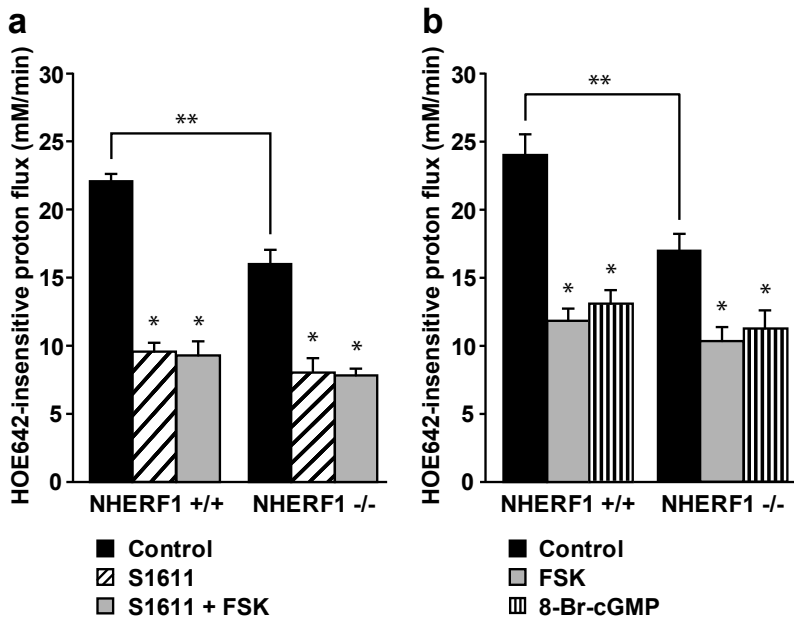 a
HOE642-insensitive proton flux (mM/min)
30
25
20
15
10
5
0
**
*
*
*
*
NHERF1 +/+
NHERF1 -/-
Control
S1611
S1611 + FSK
b
HOE642-insensitive proton flux (mM/min)
30
25
20
15
10
5
0
**
*
*
*
*
NHERF1 +/+
NHERF1 -/-
Control
FSK
8-Br-cGMP